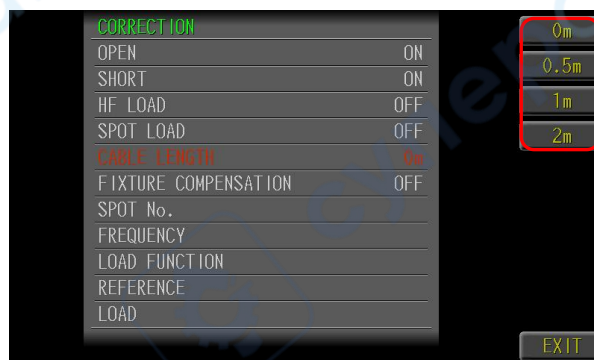 CORRECTION
OPEN ON
SHORT ON
HF LOAD OFF
SPOT LOAD OFF
CABLE LENGTH 0m
FIXTURE COMPENSATION OFF
SPOT No.
FREQUENCY
LOAD FUNCTION
REFERENCE
LOAD
0m
0.5m
1m
2m
EXIT